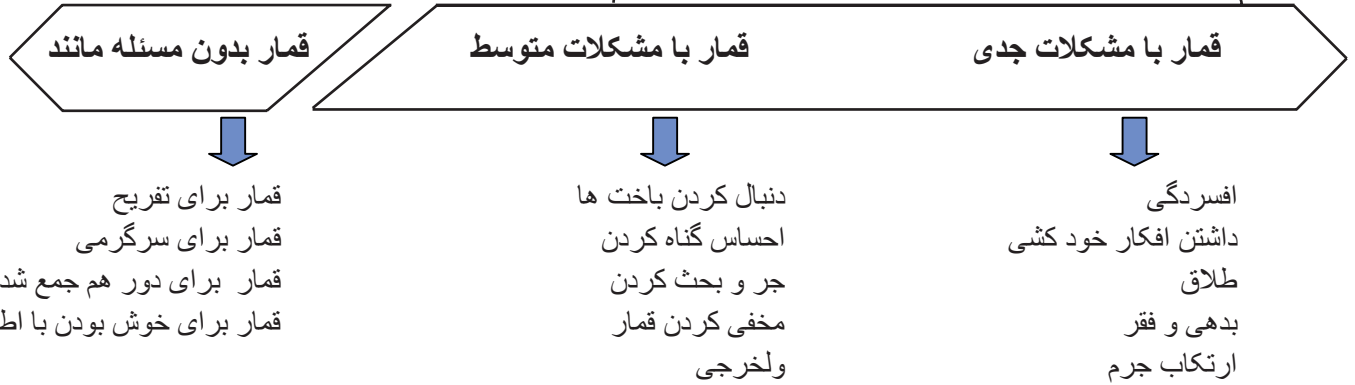 قمار با مشکلات جدی
افسردگی
داشتن افکار خود کشی
طلاق
بدهی و فقر
ارتکاب جرم
قمار با مشکلات متوسط
دنبال کردن باخت ها
احساس گناه کردن
جر و بحث کردن
مخفی کردن قمار
ولخرجی
قمار بدون مسئله مانند
قمار برای تفریح
قمار برای سرگرمی
قمار برای دور هم جمع
قمار برای خوش بودن با